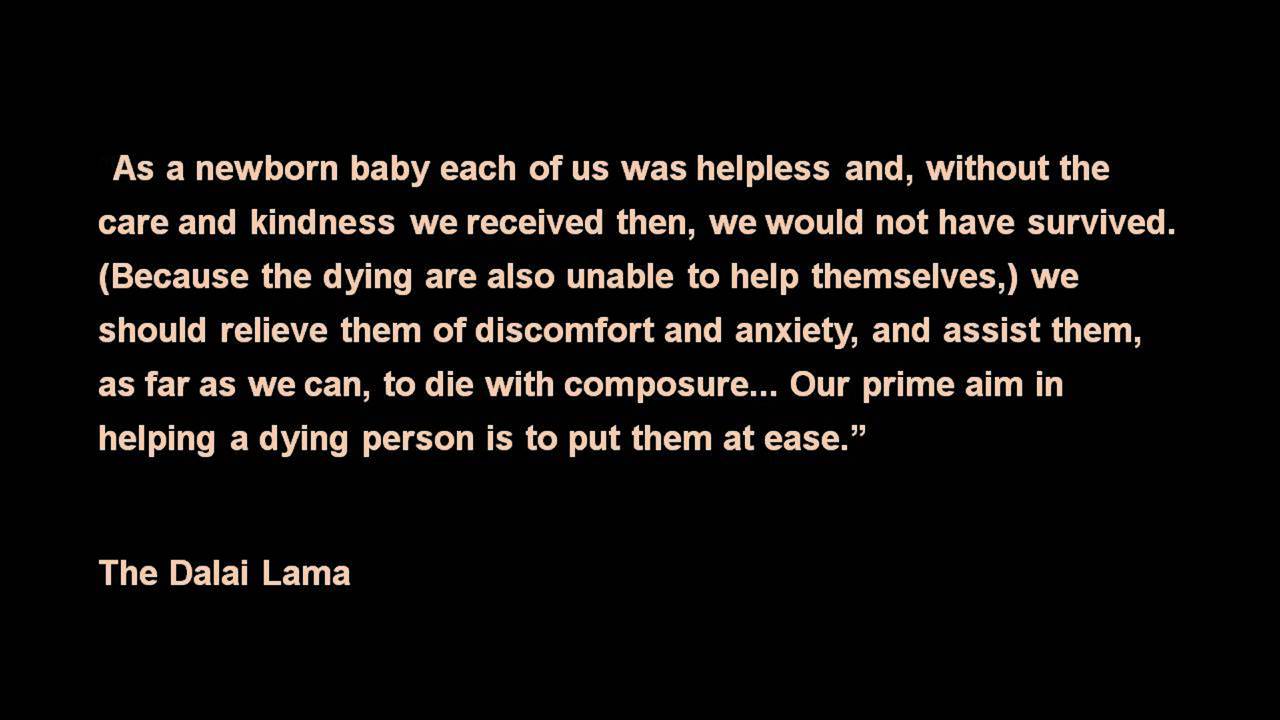 “As a newborn baby each of us was helpless and, without the
care and kindness we received then, we would not have survived.
(Because the dying are also unable to help themselves,) we
should relieve them of discomfort and anxiety, and assist them,
as far as we can, to die with composure... Our prime aim in
helping a dying person is to put them at ease.”
The Dalai Lama